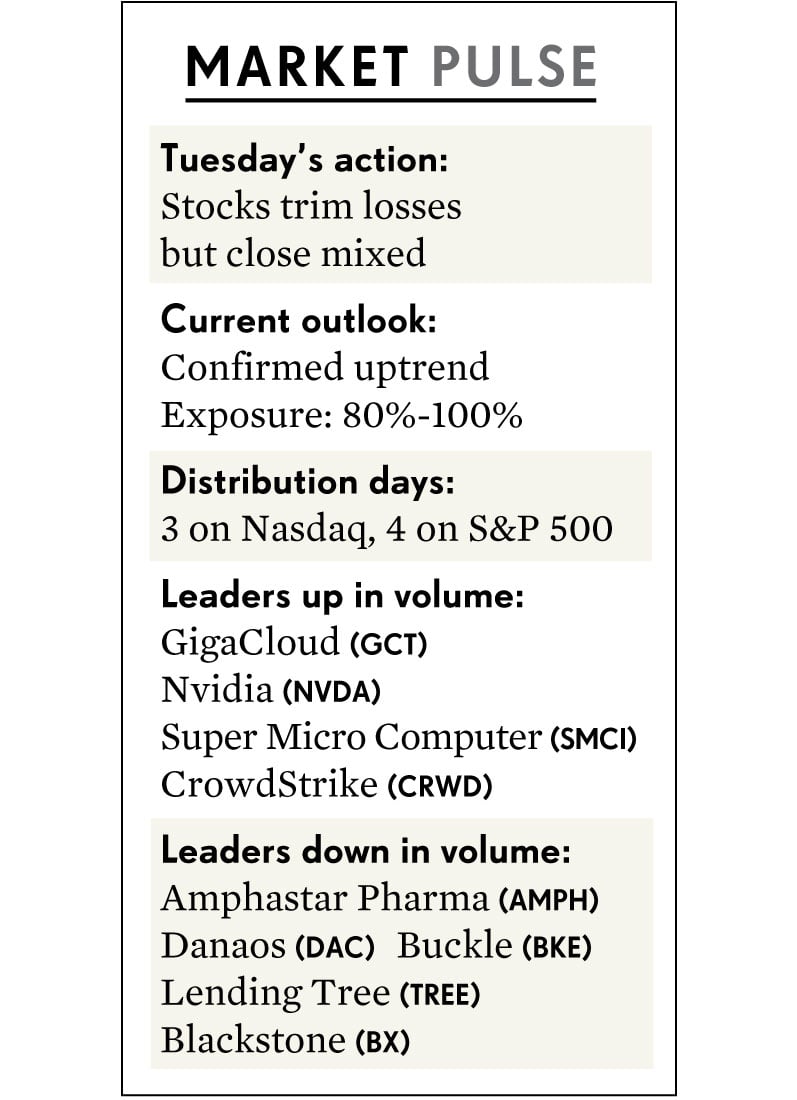 MARKET PULSE
Tuesday’s action:
Stocks trim losses
but close mixed
Current outlook:
Confirmed uptrend
Exposure: 80%-100%
Distribution days:
3 on Nasdaq, 4 on S&P 500
Leaders up in volume:
GigaCloud (GCT)
Nvidia (NVDA)
Super Micro Computer (SMCI)
CrowdStrike (CRWD)
Leaders down in volume:
Amphastar Pharma (AMPH)
Danaos (DAC) Buckle (BKE)
Lending Tree (TREE)
Blackstone (BX)